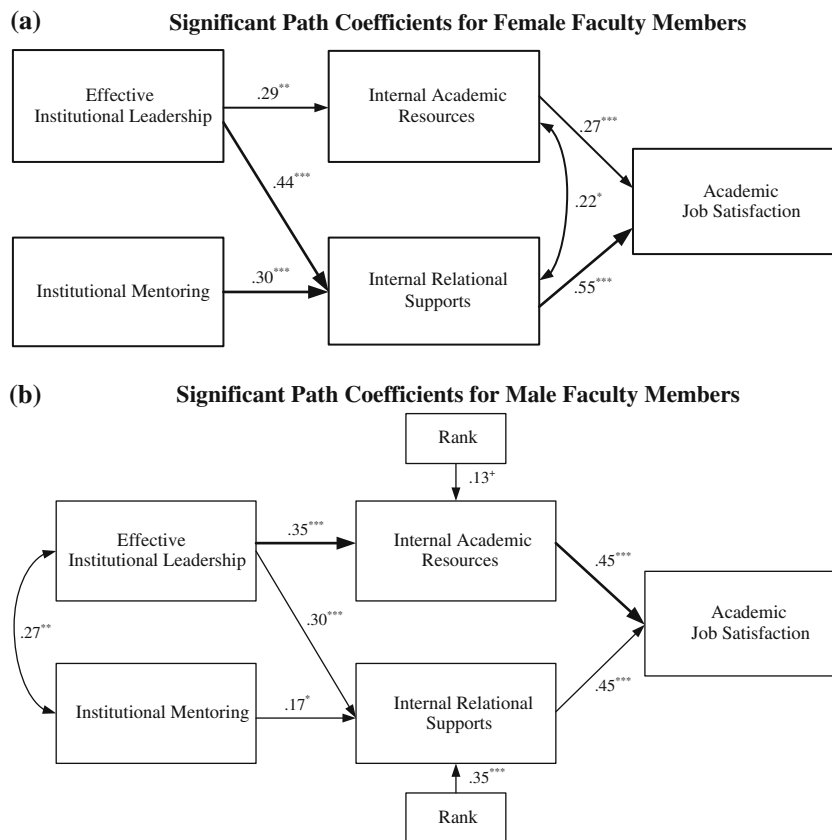 (a)
Significant Path Coefficients for Female Faculty Members
Effective
Institutional Leadership
.29**
Internal Academic
Resources
.27***
.44***
.22*
Academic
Job Satisfaction
Institutional Mentoring
.30***
Internal Relational
Supports
.55***
(b)
Significant Path Coefficients for Male Faculty Members
Rank
.13+
Effective
Institutional Leadership
.35***
Internal Academic
Resources
.45***
.27**
.30***
Academic
Job Satisfaction
Institutional Mentoring
.17*
Internal Relational
Supports
.45***
.35***
Rank